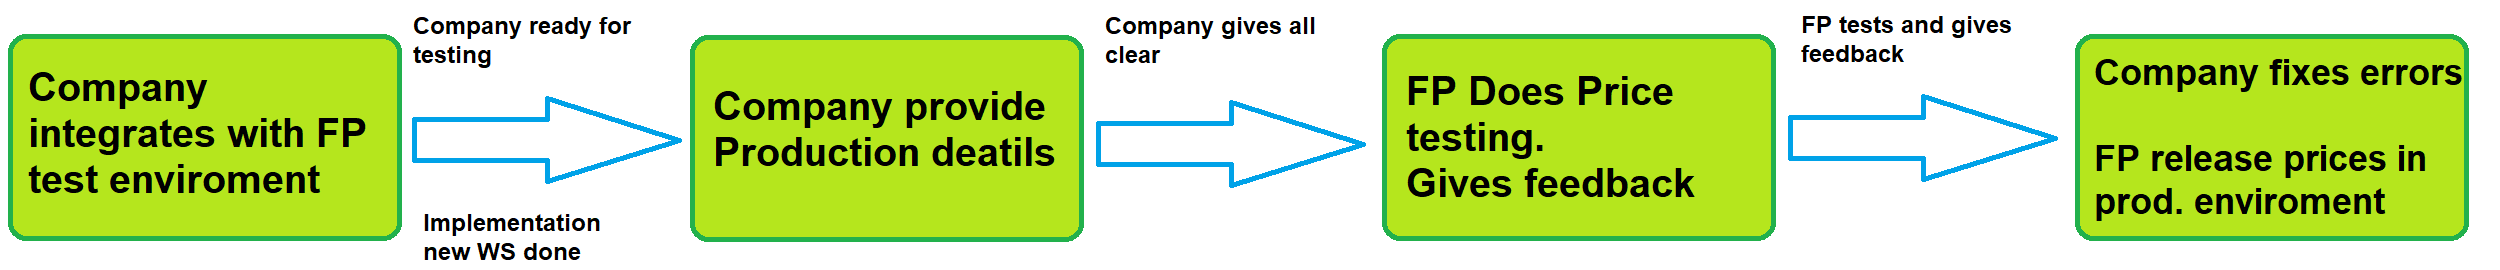 Company
integrates with FP
test enviroment
Company ready for
testing
Implementation
new WS done
Company provide
Production deatils
Company gives all
clear
FP Does Price
testing.
Gives feedback
FP tests and gives
feedback
Company fixes errors
FP release prices in
prod. enviroment